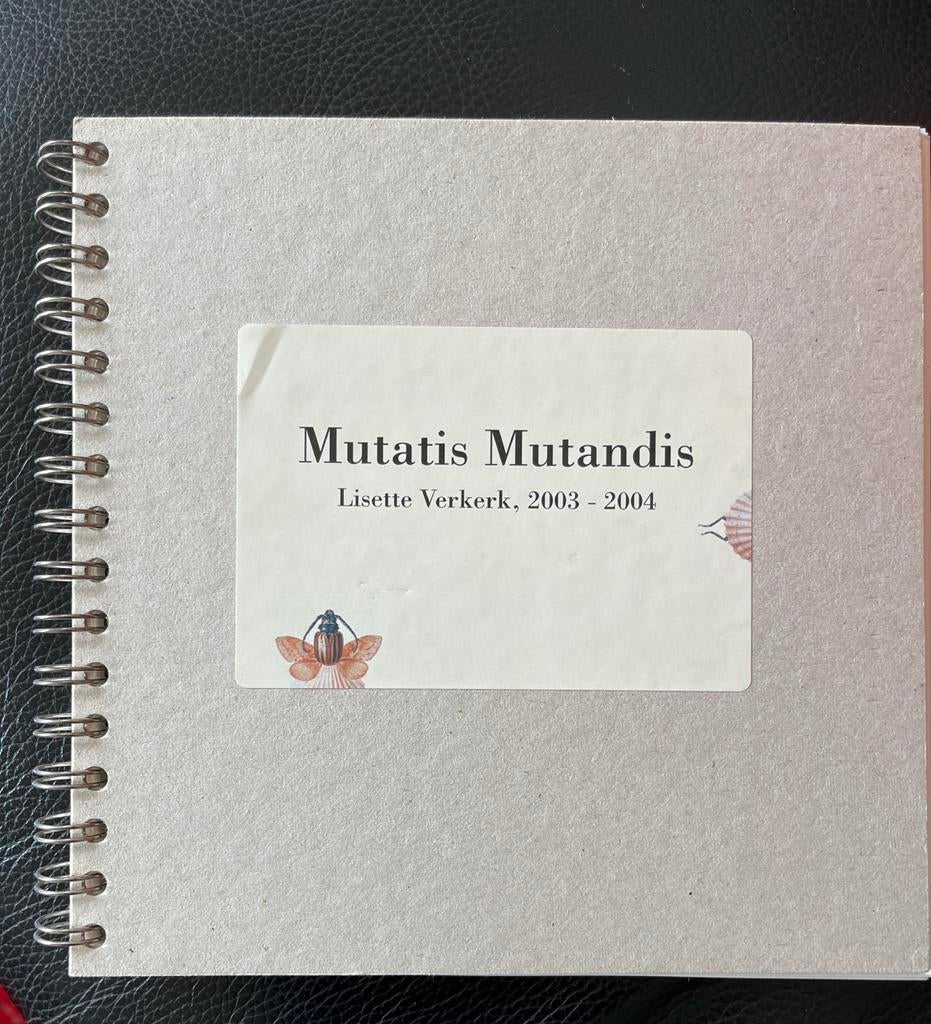 Mutatis Mutandis
Lisette Verkerk, 2003 - 2004